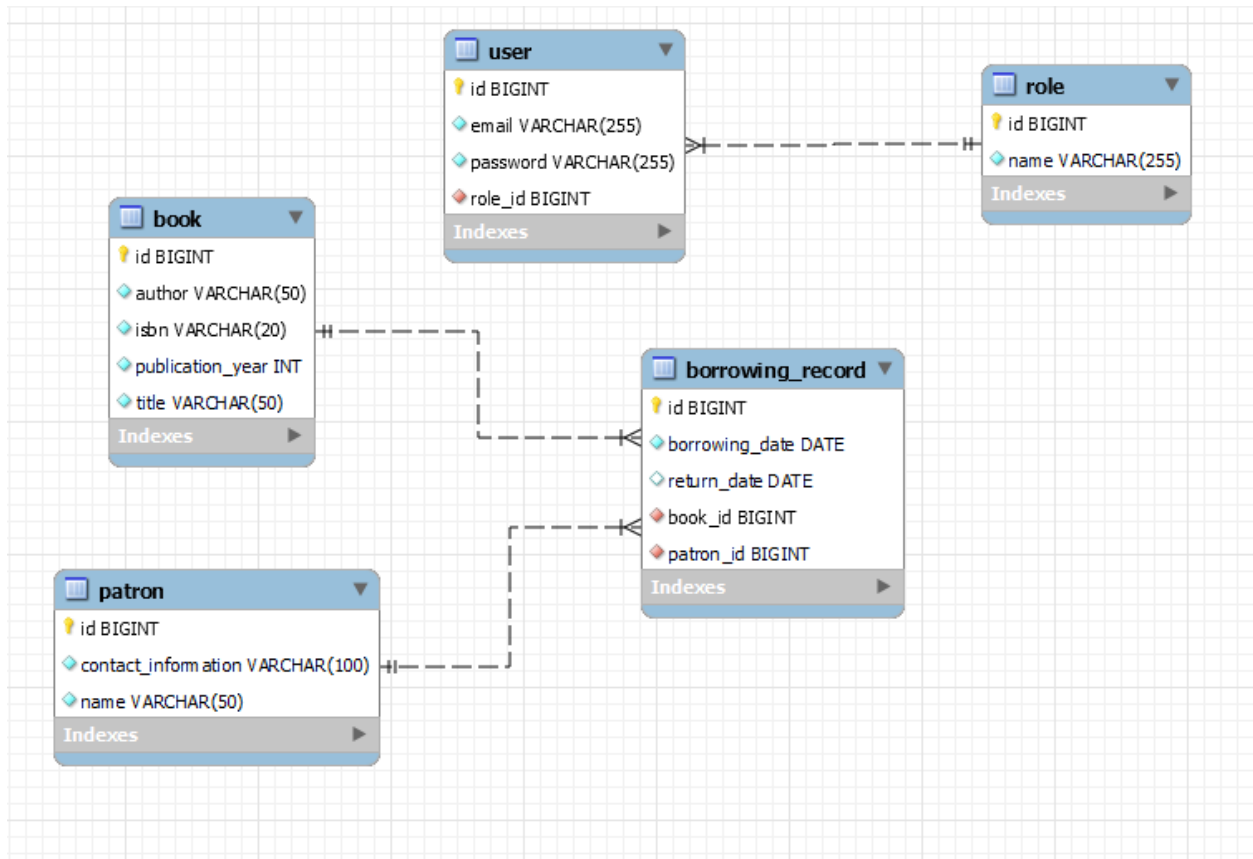 user
id BIGINT
email VARCHAR(255)
password VARCHAR(255)
role_id BIGINT
Indexes
role
id BIGINT
name VARCHAR(255)
Indexes
book
id BIGINT
author VARCHAR(50)
isbn VARCHAR(20)
publication_year INT
title VARCHAR(50)
Indexes
borrowing_record
id BIGINT
borrowing_date DATE
return_date DATE
book_id BIGINT
patron_id BIGINT
Indexes
patron
id BIGINT
contact_information VARCHAR(100)
name VARCHAR(50)
Indexes